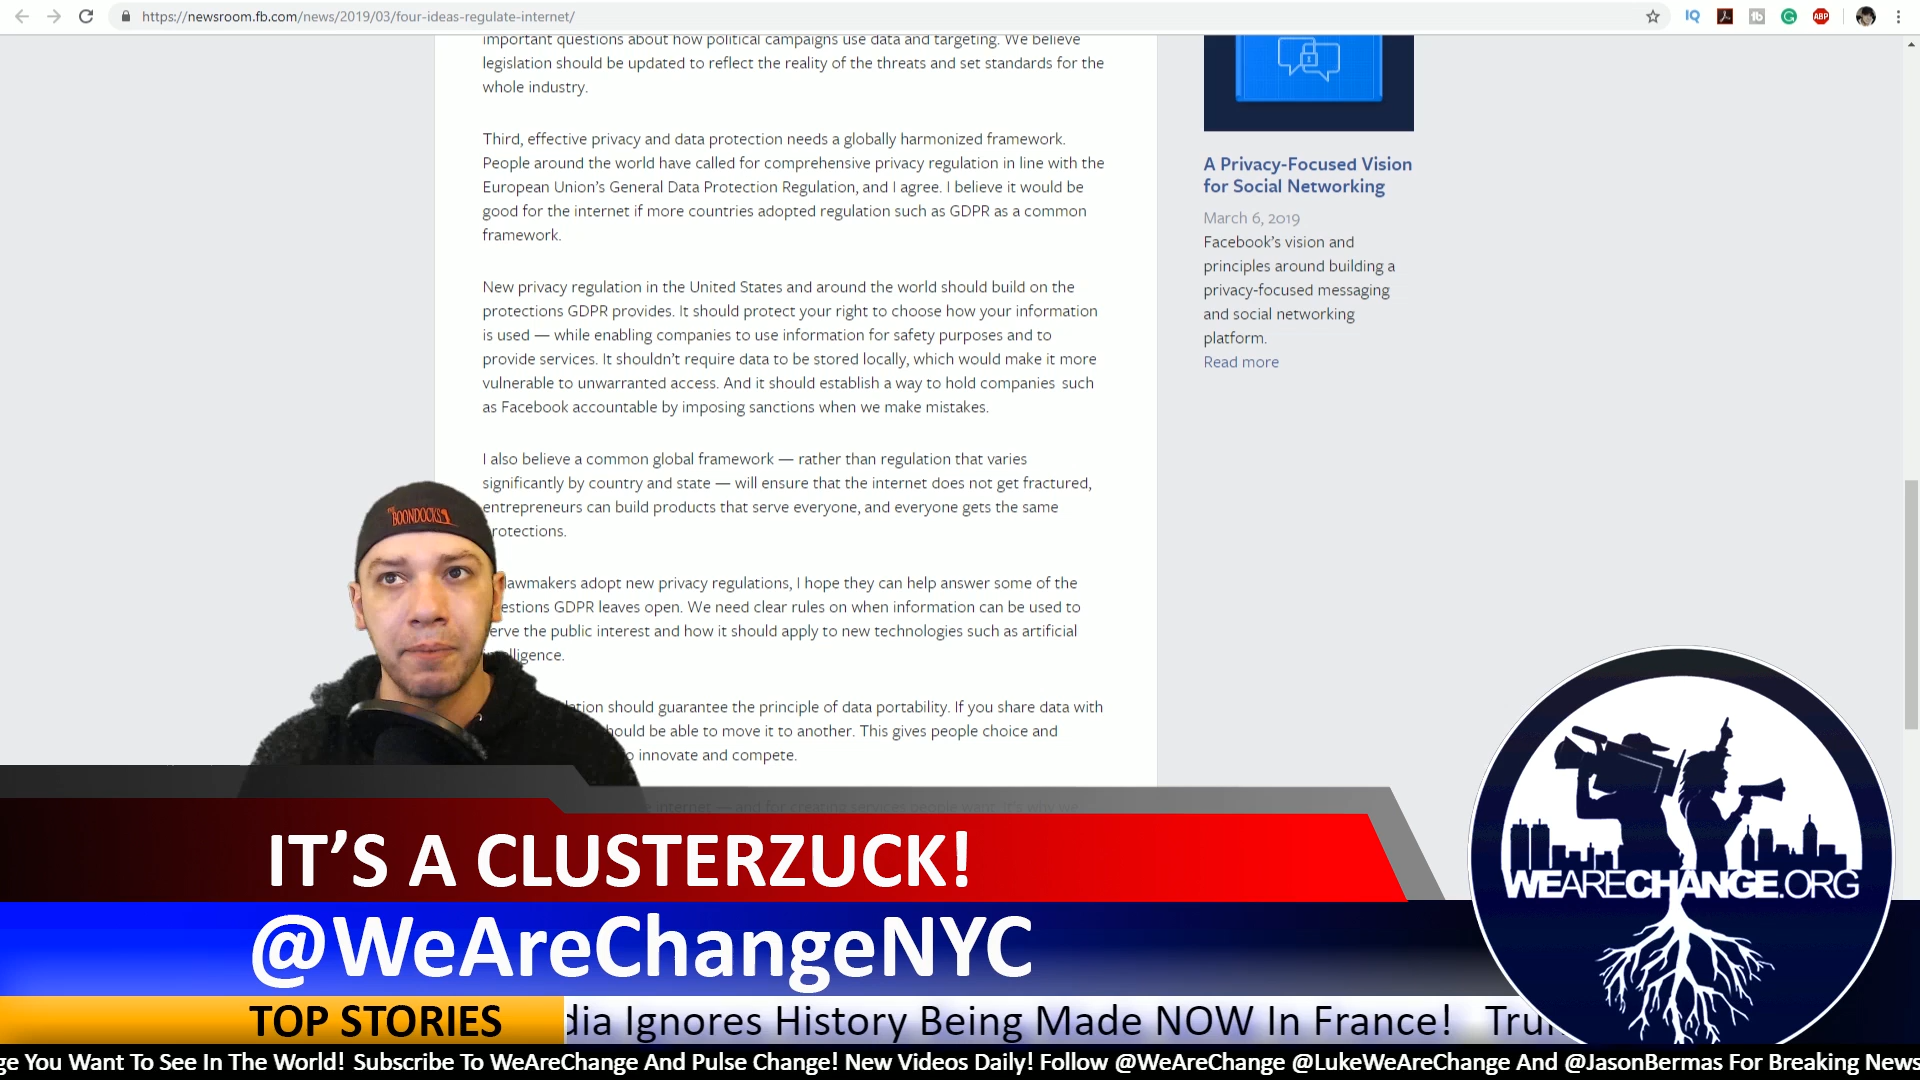 https://newsroom.fb.com/news/2019/03/four-ideas-regulate-internet/
IQ
tb
G
ABP
important questions about how political campaigns use data and targeting. We believe
legislation should be updated to reflect the reality of the threats and set standards for the
whole industry.
Third, effective privacy and data protection needs a globally harmonized framework.
People around the world have called for comprehensive privacy regulation in line with the
European Union's General Data Protection Regulation, and I agree. I believe it would be
good for the internet if more countries adopted regulation such as GDPR as a common
framework.
New privacy regulation in the United States and around the world should build on the
protections GDPR provides. It should protect your right to choose how your information
is used — while enabling companies to use information for safety purposes and to
provide services. It shouldn't require data to be stored locally, which would make it more
vulnerable to unwarranted access. And it should establish a way to hold companies such
as Facebook accountable by imposing sanctions when we make mistakes.
I also believe a common global framework — rather than regulation that varies
significantly by country and state — will ensure that the internet does not get fractured,
entrepreneurs can build products that serve everyone, and everyone gets the same
rotections.
lawmakers adopt new privacy regulations, I hope they can help answer some of the
estions GDPR leaves open. We need clear rules on when information can be used to
erve the public interest and how it should apply to new technologies such as artificial
lligence.
ation should guarantee the principle of data portability. If you share data with
hould be able to move it to another. This gives people choice and
o innovate and compete.
e internet — and for creating services people want. It's why we
A Privacy-Focused Vision
for Social Networking
March 6, 2019
Facebook's vision and
principles around building a
privacy-focused messaging
and social networking
platform.
Read more
THE BOONDOCKS
IT'S A CLUSTERZUCK!
@WeAreChangeNYC
WEARECHANGE.ORG
TOP STORIES
dia Ignores History Being Made NOW In France! Tru
ge You Want To See In The World! Subscribe To WeAreChange And Pulse Change! New Videos Daily! Follow @WeAreChange @LukeWeAreChange And @JasonBermas For Breaking News